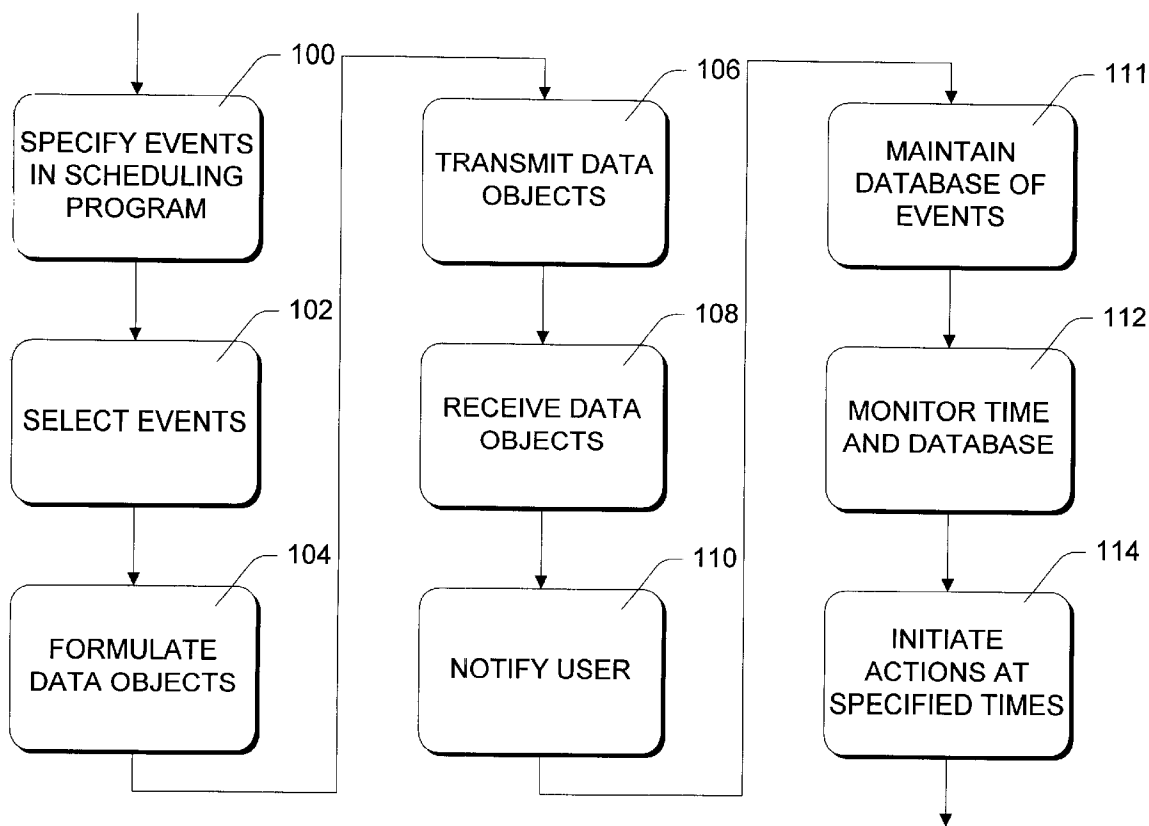 100
SPECIFY EVENTS
IN SCHEDULING
PROGRAM
102
SELECT EVENTS
104
FORMULATE
DATA OBJECTS
106
TRANSMIT DATA
OBJECTS
108
RECEIVE DATA
OBJECTS
110
NOTIFY USER
111
MAINTAIN
DATABASE OF
EVENTS
112
MONITOR TIME
AND DATABASE
114
INITIATE
ACTIONS AT
SPECIFIED TIMES